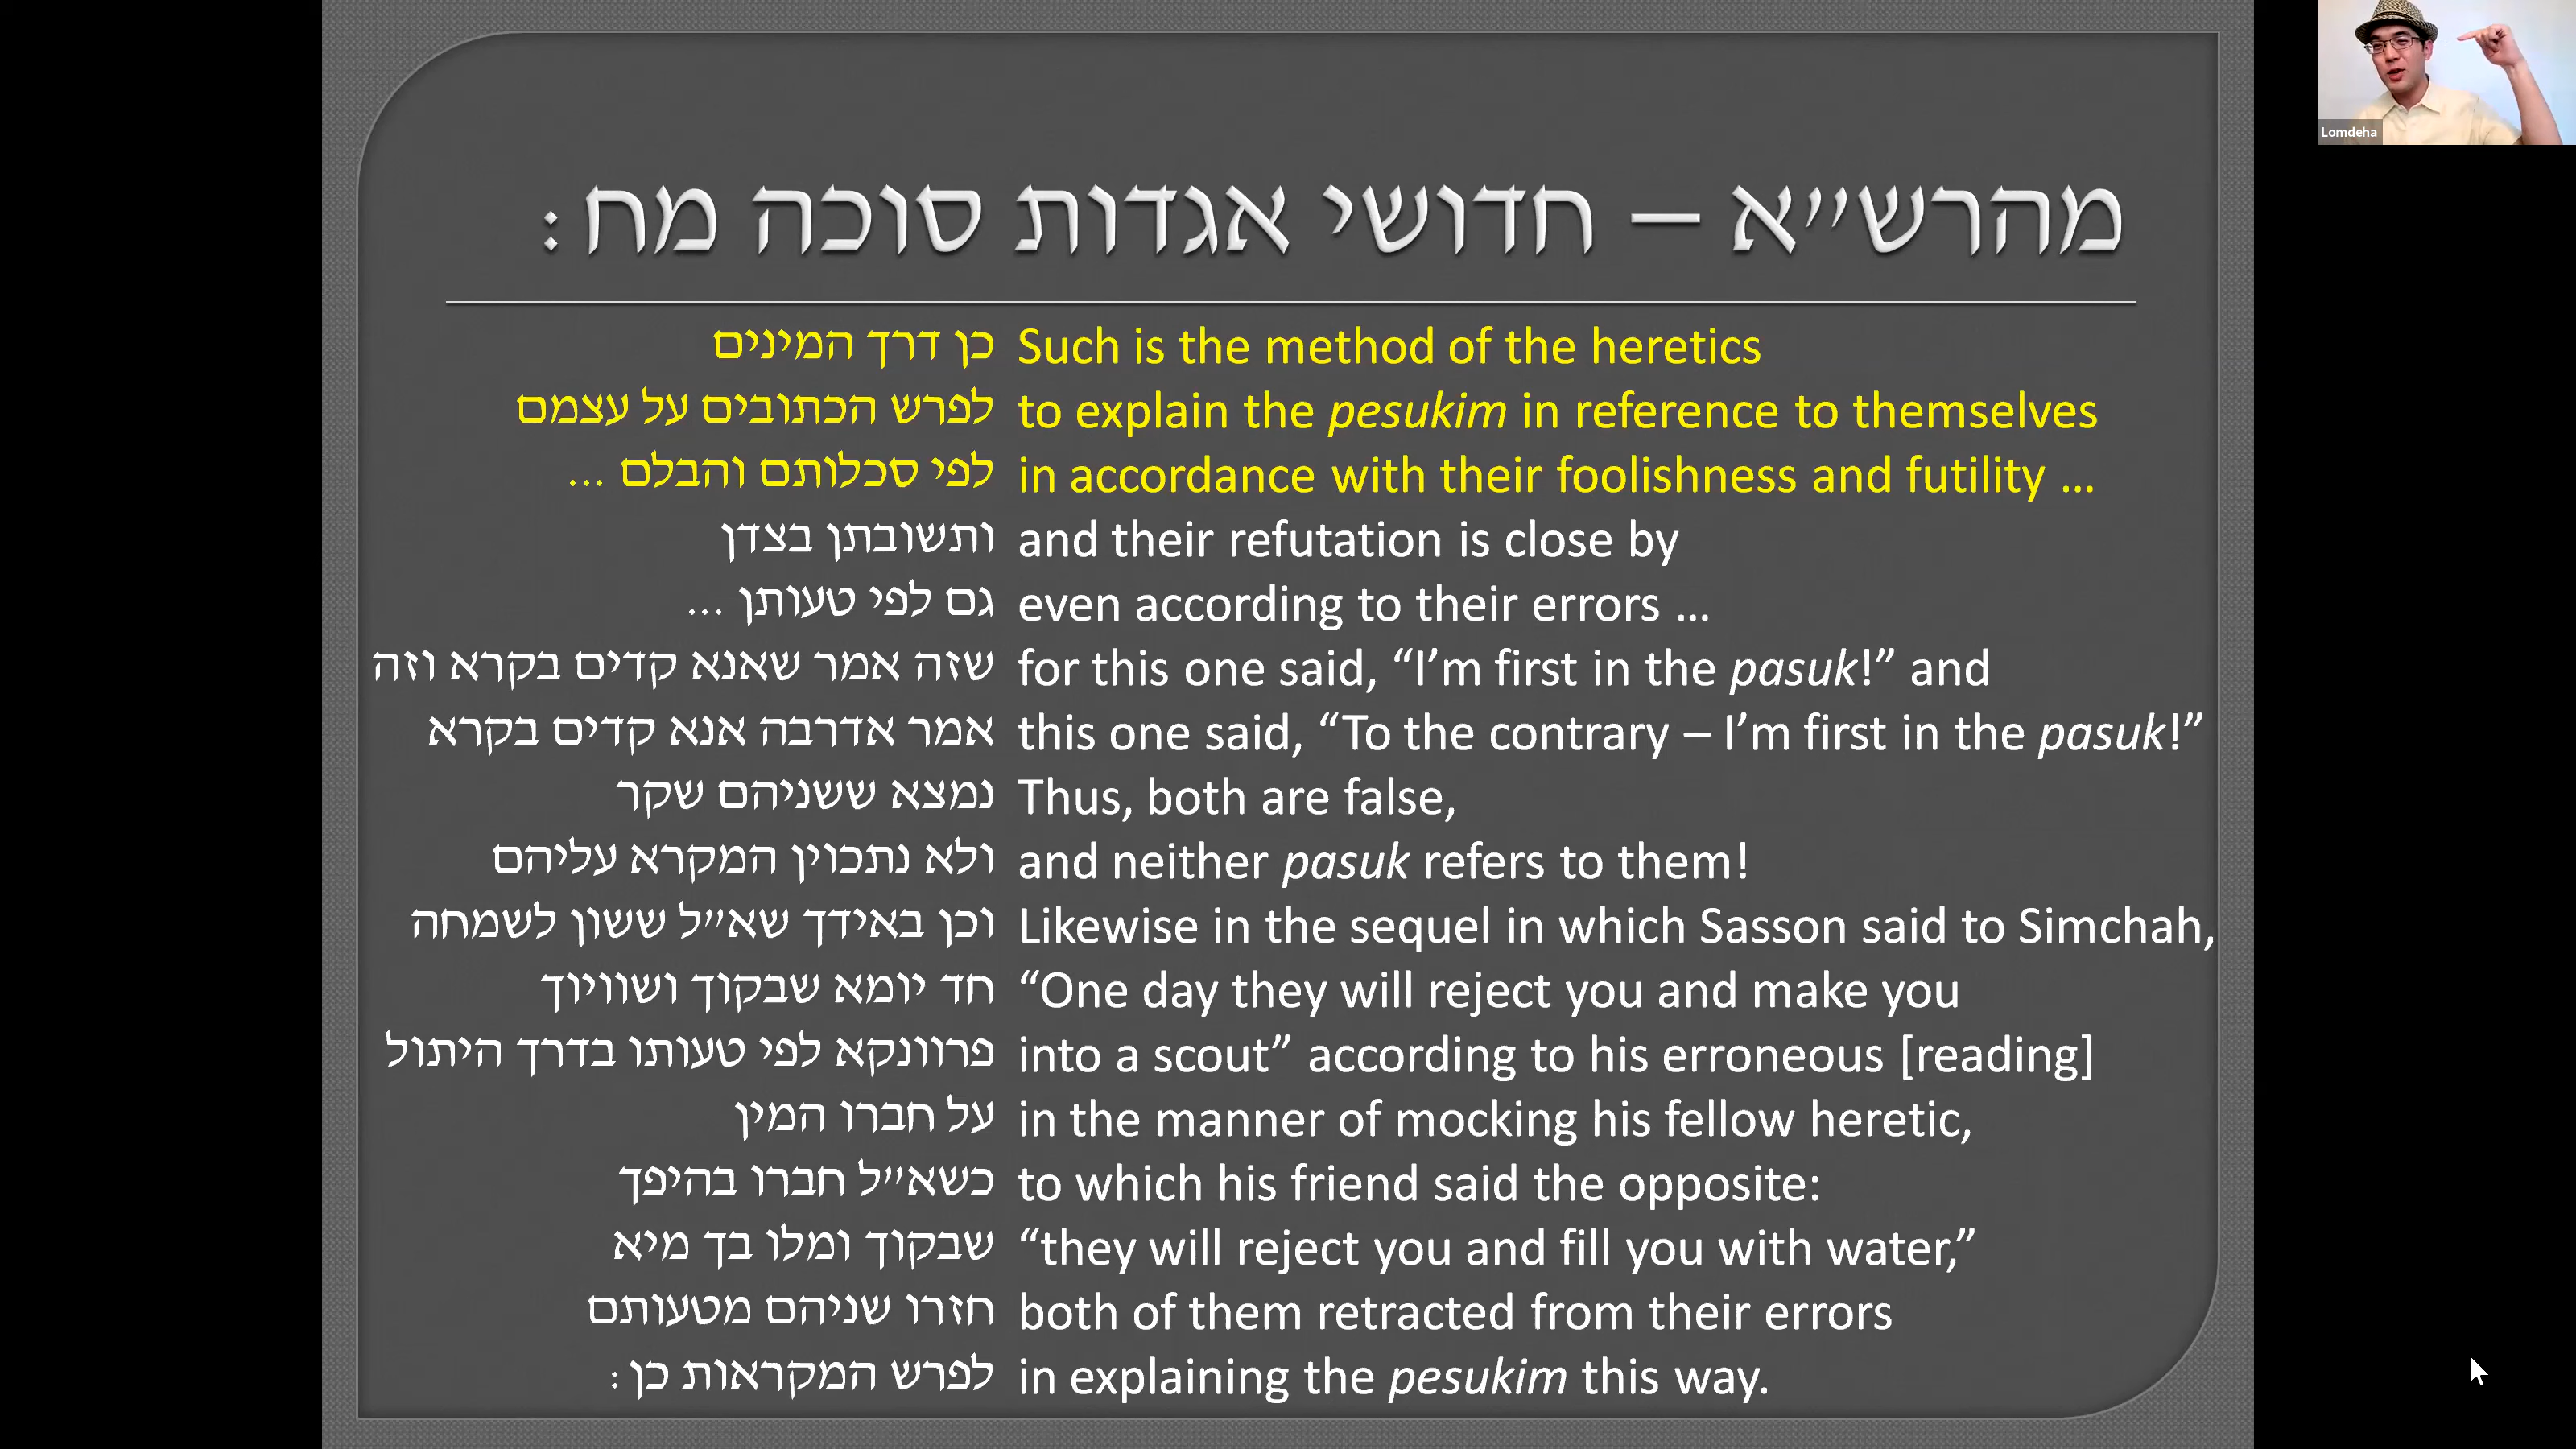 מהרש״א – חדושי אגדות סוכה מח:
כן דרך המינים Such is the method of the heretics
לפרש הכתובים על עצמם to explain the pesukim in reference to themselves
לפי סכלותם והבלם ... in accordance with their foolishness and futility ...
ותשובתן בצדן and their refutation is close by
גם לפי טעותן ... even according to their errors ...
שזה אמר שאנא קדים בקרא וזה for this one said, “I’m first in the pasuk!” and
אמר אדרבה אנא קדים בקרא this one said, “To the contrary – I’m first in the pasuk!”
נמצא ששניהם שקר Thus, both are false,
ולא נתכוין המקרא עליהם and neither pasuk refers to them!
וכן באידך שא״ל ששון לשמחה Likewise in the sequel in which Sasson said to Simchah,
חד יומא שבקוך ושוויוך “One day they will reject you and make you
פרוונקא לפי טעותו בדרך היתול into a scout” according to his erroneous [reading]
על חברו המין in the manner of mocking his fellow heretic,
כשא״ל חברו בהיפך to which his friend said the opposite:
שבקוך ומלו בך מיא “they will reject you and fill you with water,”
חזרו שניהם מטעותם both of them retracted from their errors
לפרש המקראות כן: in explaining the pesukim this way.
Lomdeha